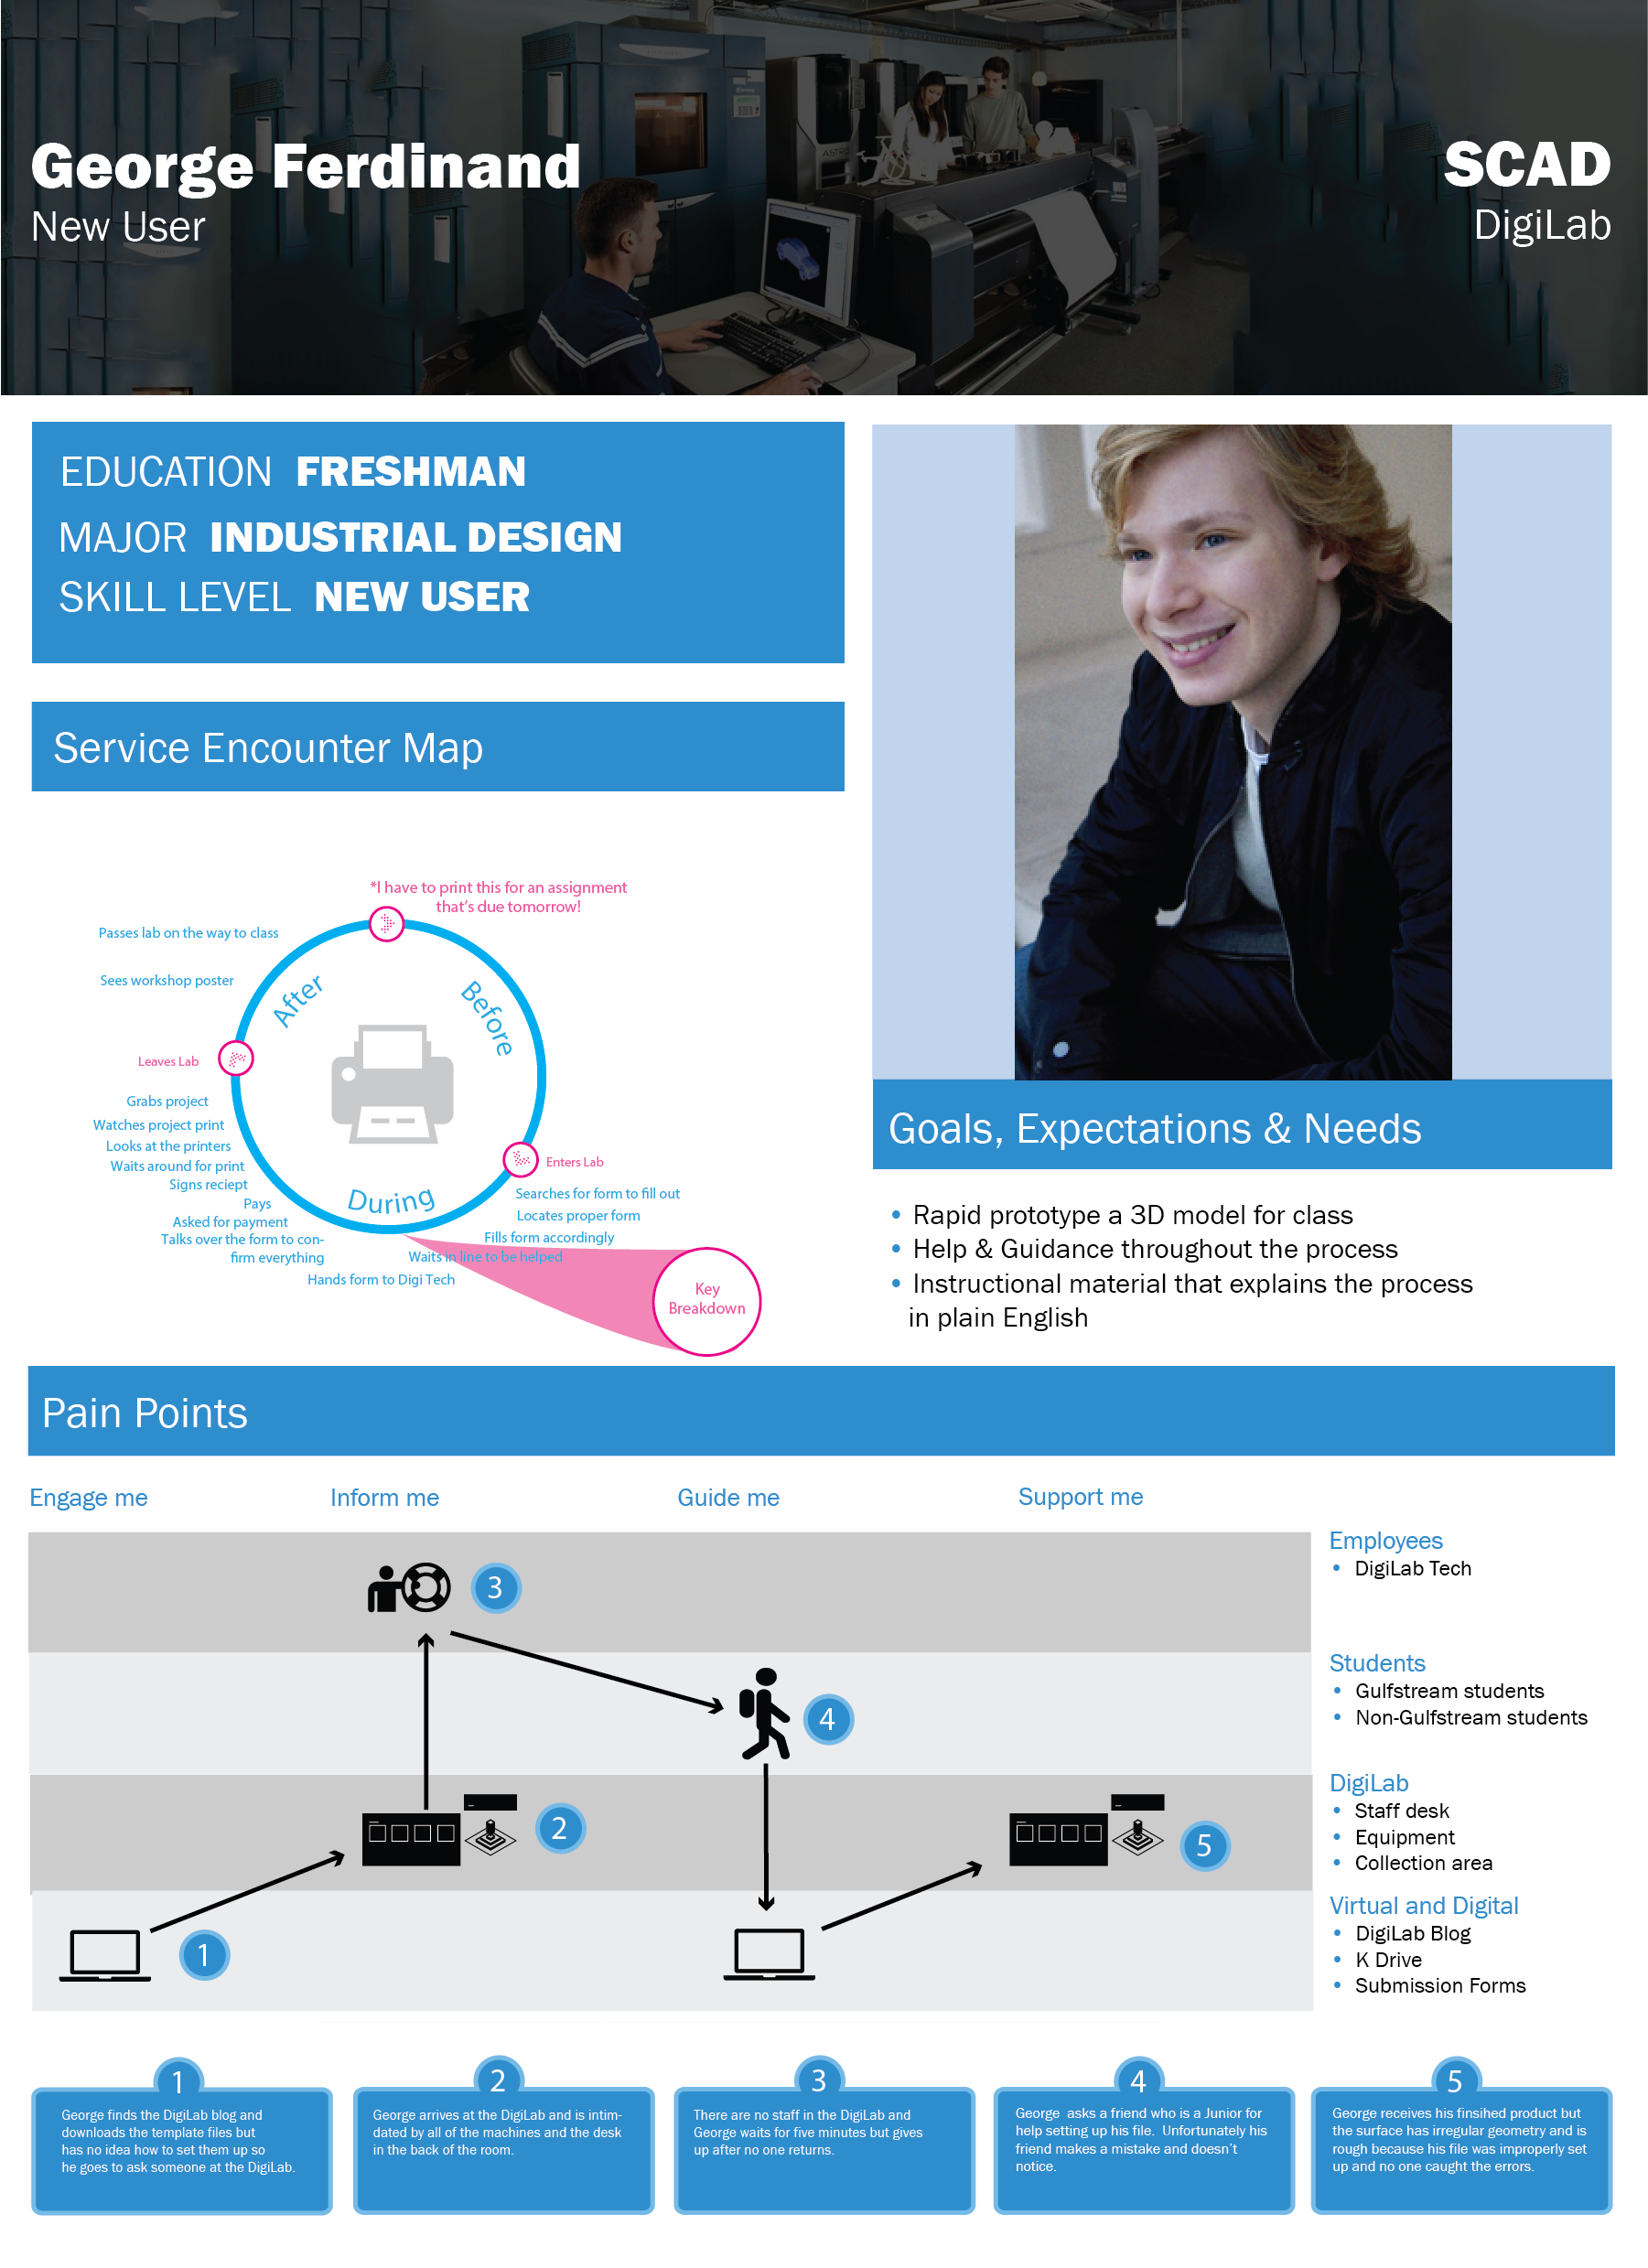 George Ferdinand
New User
SCAD
DigiLab
EDUCATION FRESHMAN
MAJOR INDUSTRIAL DESIGN
SKILL LEVEL NEW USER
Service Encounter Map
*I have to print this for an assignment
that's due tomorrow!
Passes lab on the way to class
Sees workshop poster
After
Before
During
Leaves Lab
Grabs project
Watches project print
Looks at the printers
Waits around for print
Signs reciept
Pays
Asked for payment
Talks over the form to con-
firm everything
Enters Lab
Searches for form to fill out
Locates proper form
Fills form accordingly
Waits in line to be helped
Hands form to Digi Tech
Key
Breakdown
Goals, Expectations & Needs
• Rapid prototype a 3D model for class
• Help & Guidance throughout the process
• Instructional material that explains the process
in plain English
Pain Points
Engage me
Inform me
Guide me
Support me
3
4
2
5
1
Employees
• DigiLab Tech
Students
• Gulfstream students
• Non-Gulfstream students
DigiLab
• Staff desk
• Equipment
• Collection area
Virtual and Digital
• DigiLab Blog
• K Drive
• Submission Forms
1
George finds the DigiLab blog and
downloads the template files but
has no idea how to set them up so
he goes to ask someone at the DigiLab.
2
George arrives at the DigiLab and is intim-
dated by all of the machines and the desk
in the back of the room.
3
There are no staff in the DigiLab and
George waits for five minutes but gives
up after no one returns.
4
George asks a friend who is a Junior for
help setting up his file. Unfortunately his
friend makes a mistake and doesn't
notice.
5
George receives his finsihed product but
the surface has irregular geometry and is
rough because his file was improperly set
up and no one caught the errors.